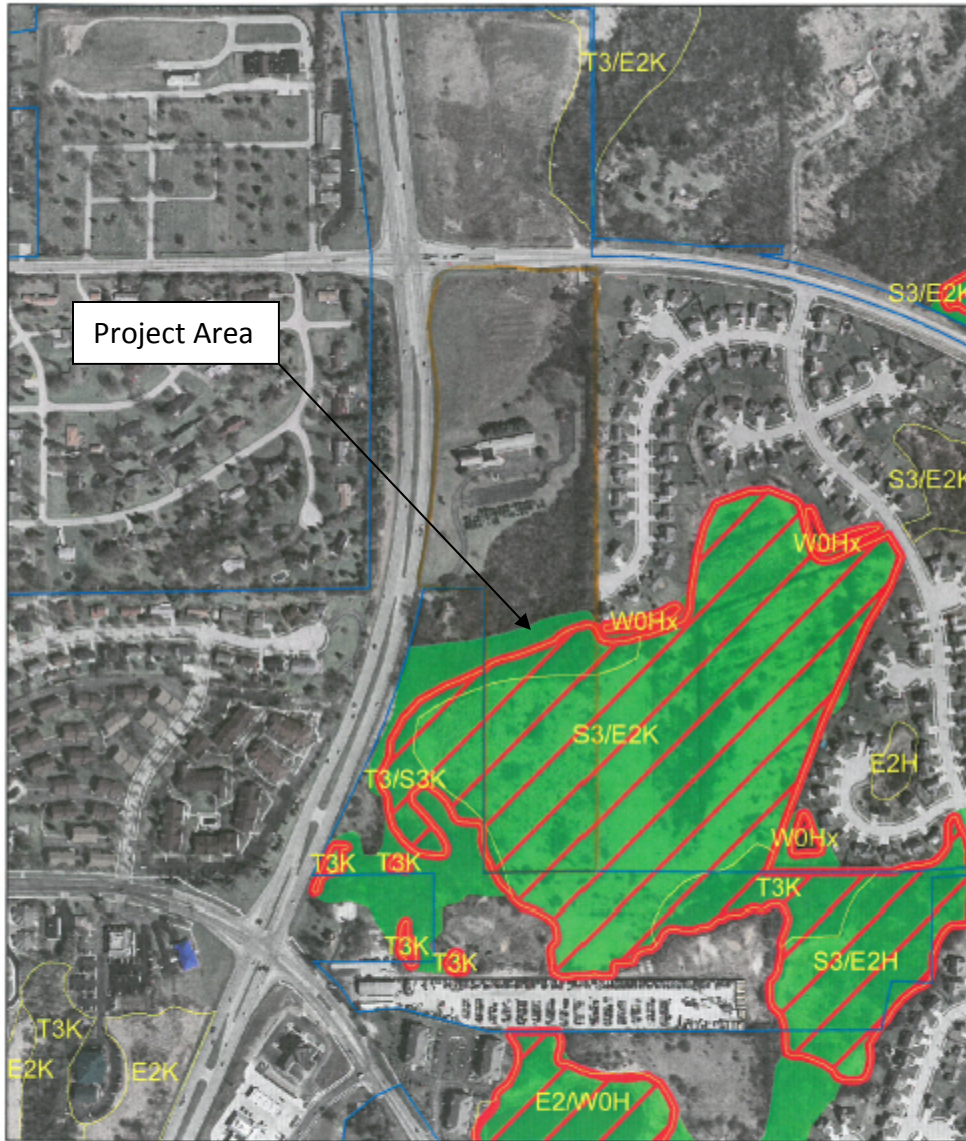 T3/E2K
S3/E2K
Project Area
S3/E2K
W0Hx
W0Hx
S3/E2K
E2H
T3/S3K
W0Hx
T3K
T3K
T3K
T3K
T3K
S3/E2H
T3K
E2K
E2K
E2/W0H